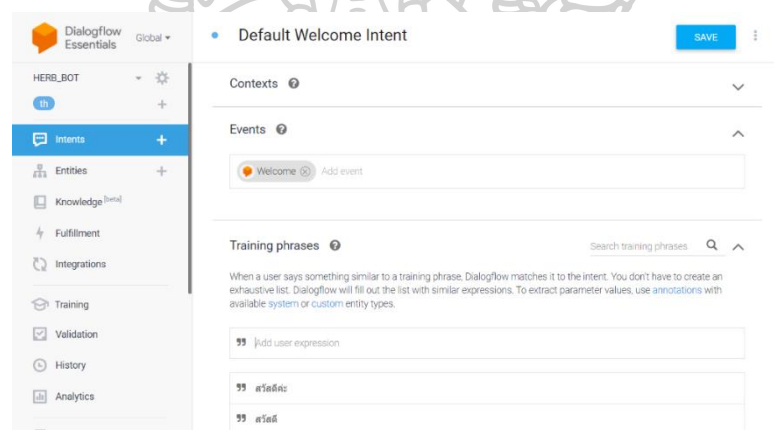 Dialogflow
Essentials
Global
Default Welcome Intent
SAVE
HERB_BOT
th
Intents
Entities
Knowledge [beta]
Fulfillment
Integrations
Training
Validation
History
Analytics
Contexts
Events
Welcome Add event
Training phrases
Search training phrases
When a user says something similar to a training phrase, Dialogflow matches it to the intent. You don't have to create an
exhaustive list. Dialogflow will fill out the list with similar expressions. To extract parameter values, use annotations with
available system or custom entity types.
Add user expression
สวัสดีค่ะ
สวัสดี